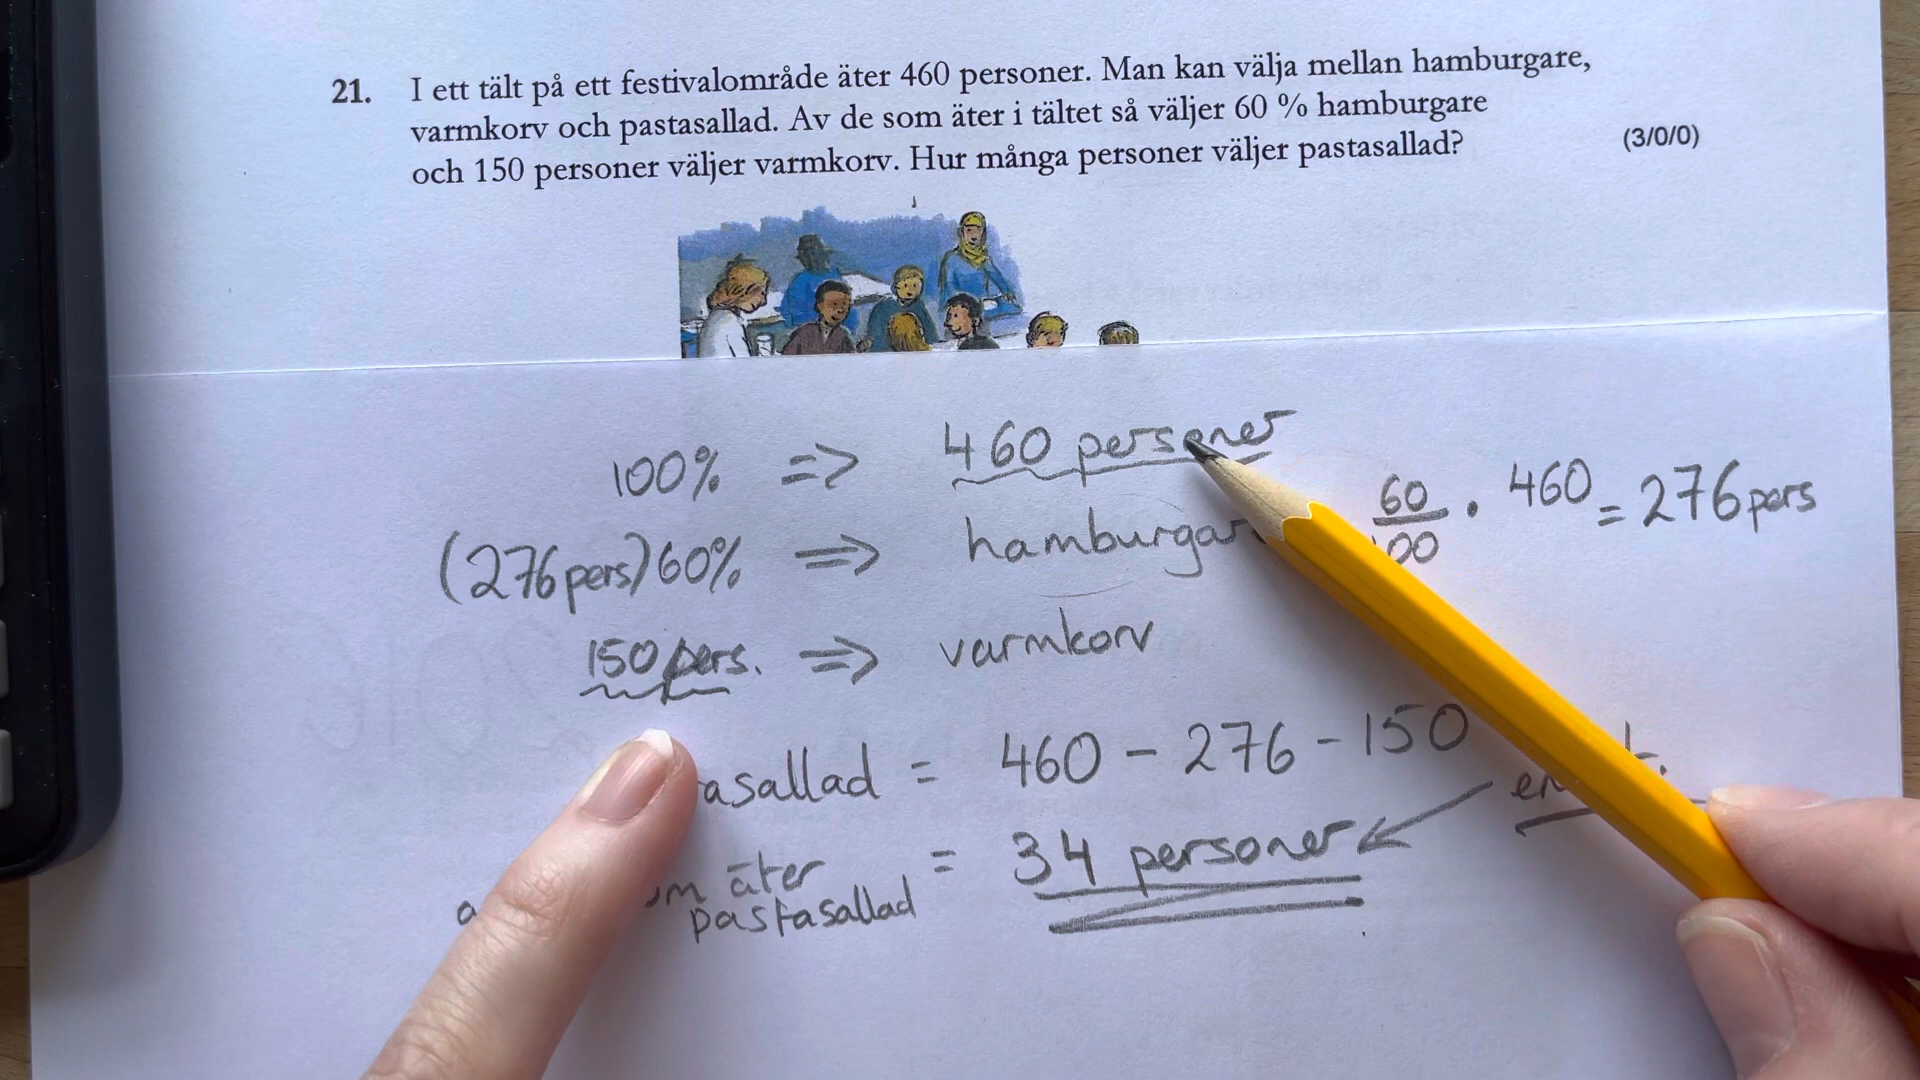 21. I ett tält på ett festivalområde äter 460 personer. Man kan välja mellan hamburgare,
varmkorv och pastasallad. Av de som äter i tältet så väljer 60 % hamburgare
och 150 personer väljer varmkorv. Hur många personer väljer pastasallad?
(3/0/0)
100% => 460 personer
(276 pers) 60% => hamburgar
60/100 · 460 = 276 pers
150 pers. => varmkorv
asallad = 460 - 276 - 150
äter pastasallad = 34 personer